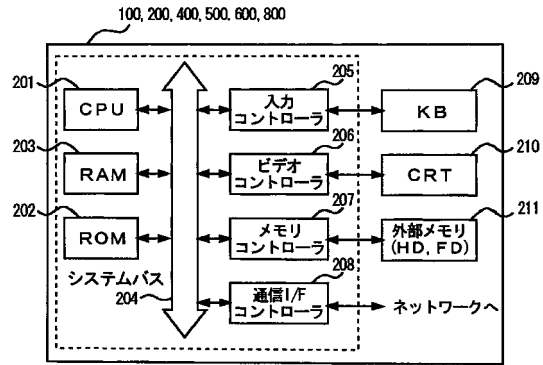 100, 200, 400, 500, 600, 800
201
CPU
203
RAM
202
ROM
システムバス
204
205
入力
コントローラ
206
ビデオ
コントローラ
207
メモリ
コントローラ
208
通信I/F
コントローラ
209
KB
210
CRT
211
外部メモリ
(HD, FD)
ネットワークへ